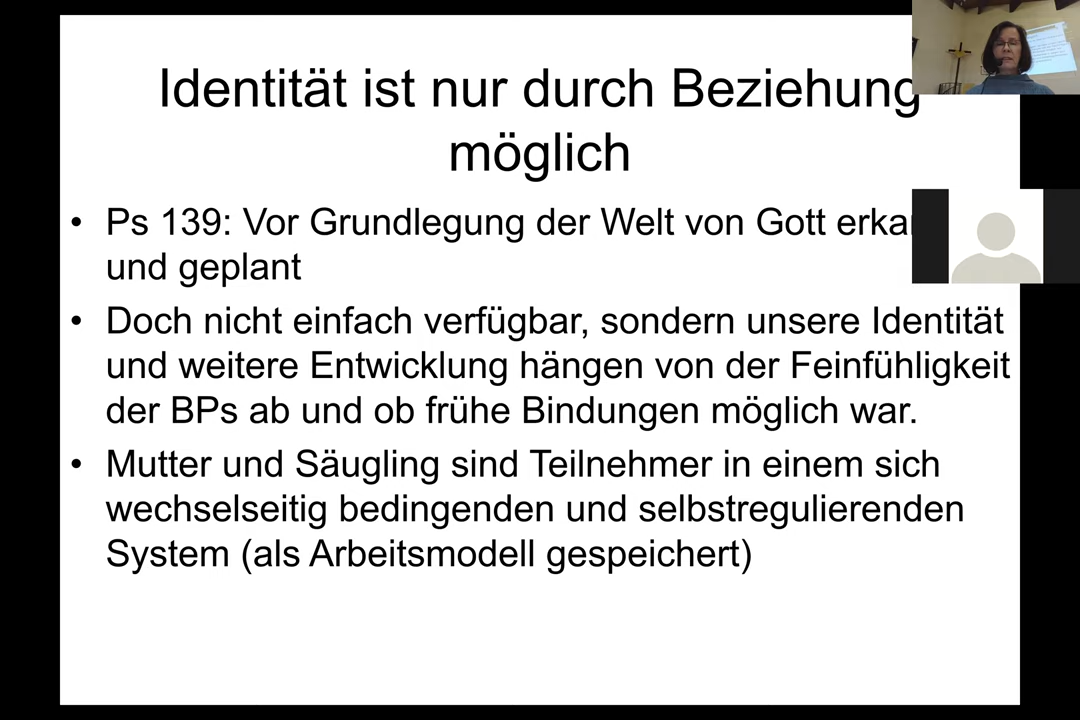 Identität ist nur durch Beziehung
möglich
• Ps 139: Vor Grundlegung der Welt von Gott
und geplant
• Doch nicht einfach verfügbar, sondern unsere Identität
und weitere Entwicklung hängen von der Feinfühligkeit
der BPs ab und ob frühe Bindungen möglich war.
• Mutter und Säugling sind Teilnehmer in einem sich
wechselseitig bedingenden und selbstregulierenden
System (als Arbeitsmodell gespeichert)